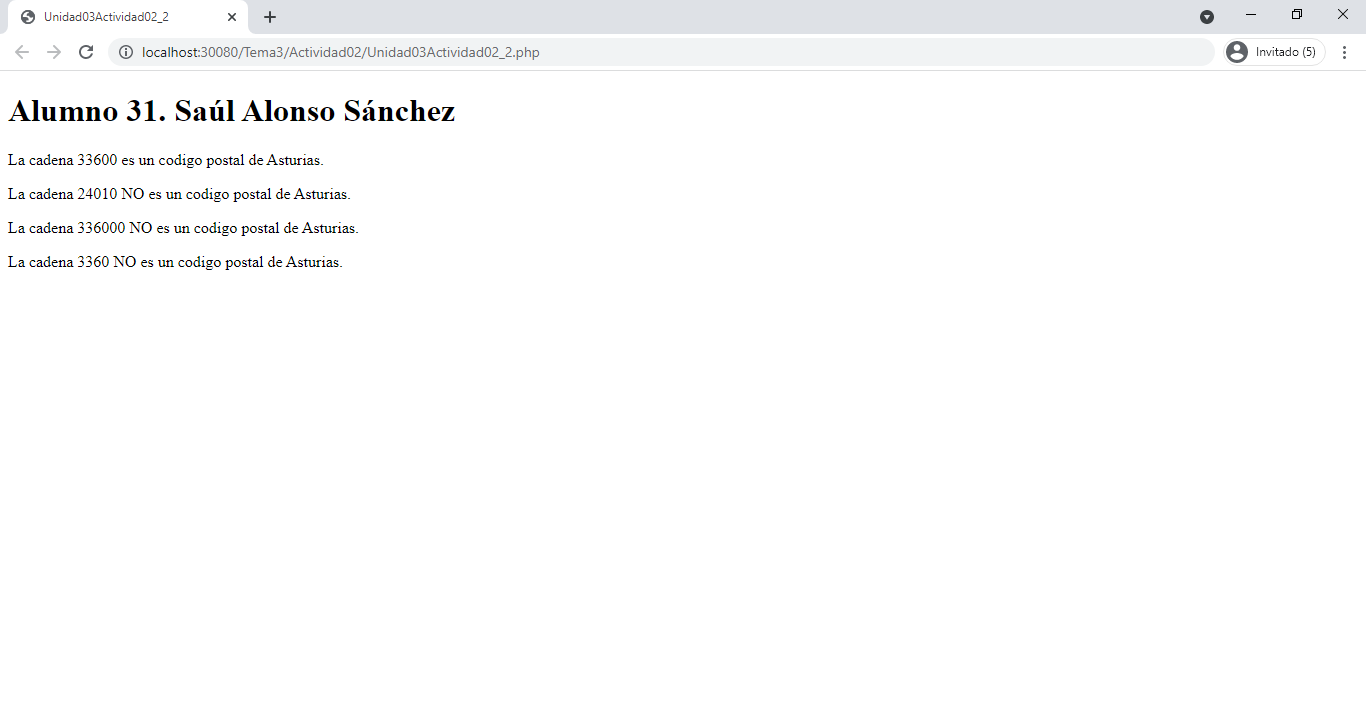 Unidad03Actividad02_2
localhost:30080/Tema3/Actividad02/Unidad03Actividad02_2.php
Invitado (5)
Alumno 31. Saúl Alonso Sánchez
La cadena 33600 es un codigo postal de Asturias.
La cadena 24010 NO es un codigo postal de Asturias.
La cadena 336000 NO es un codigo postal de Asturias.
La cadena 3360 NO es un codigo postal de Asturias.